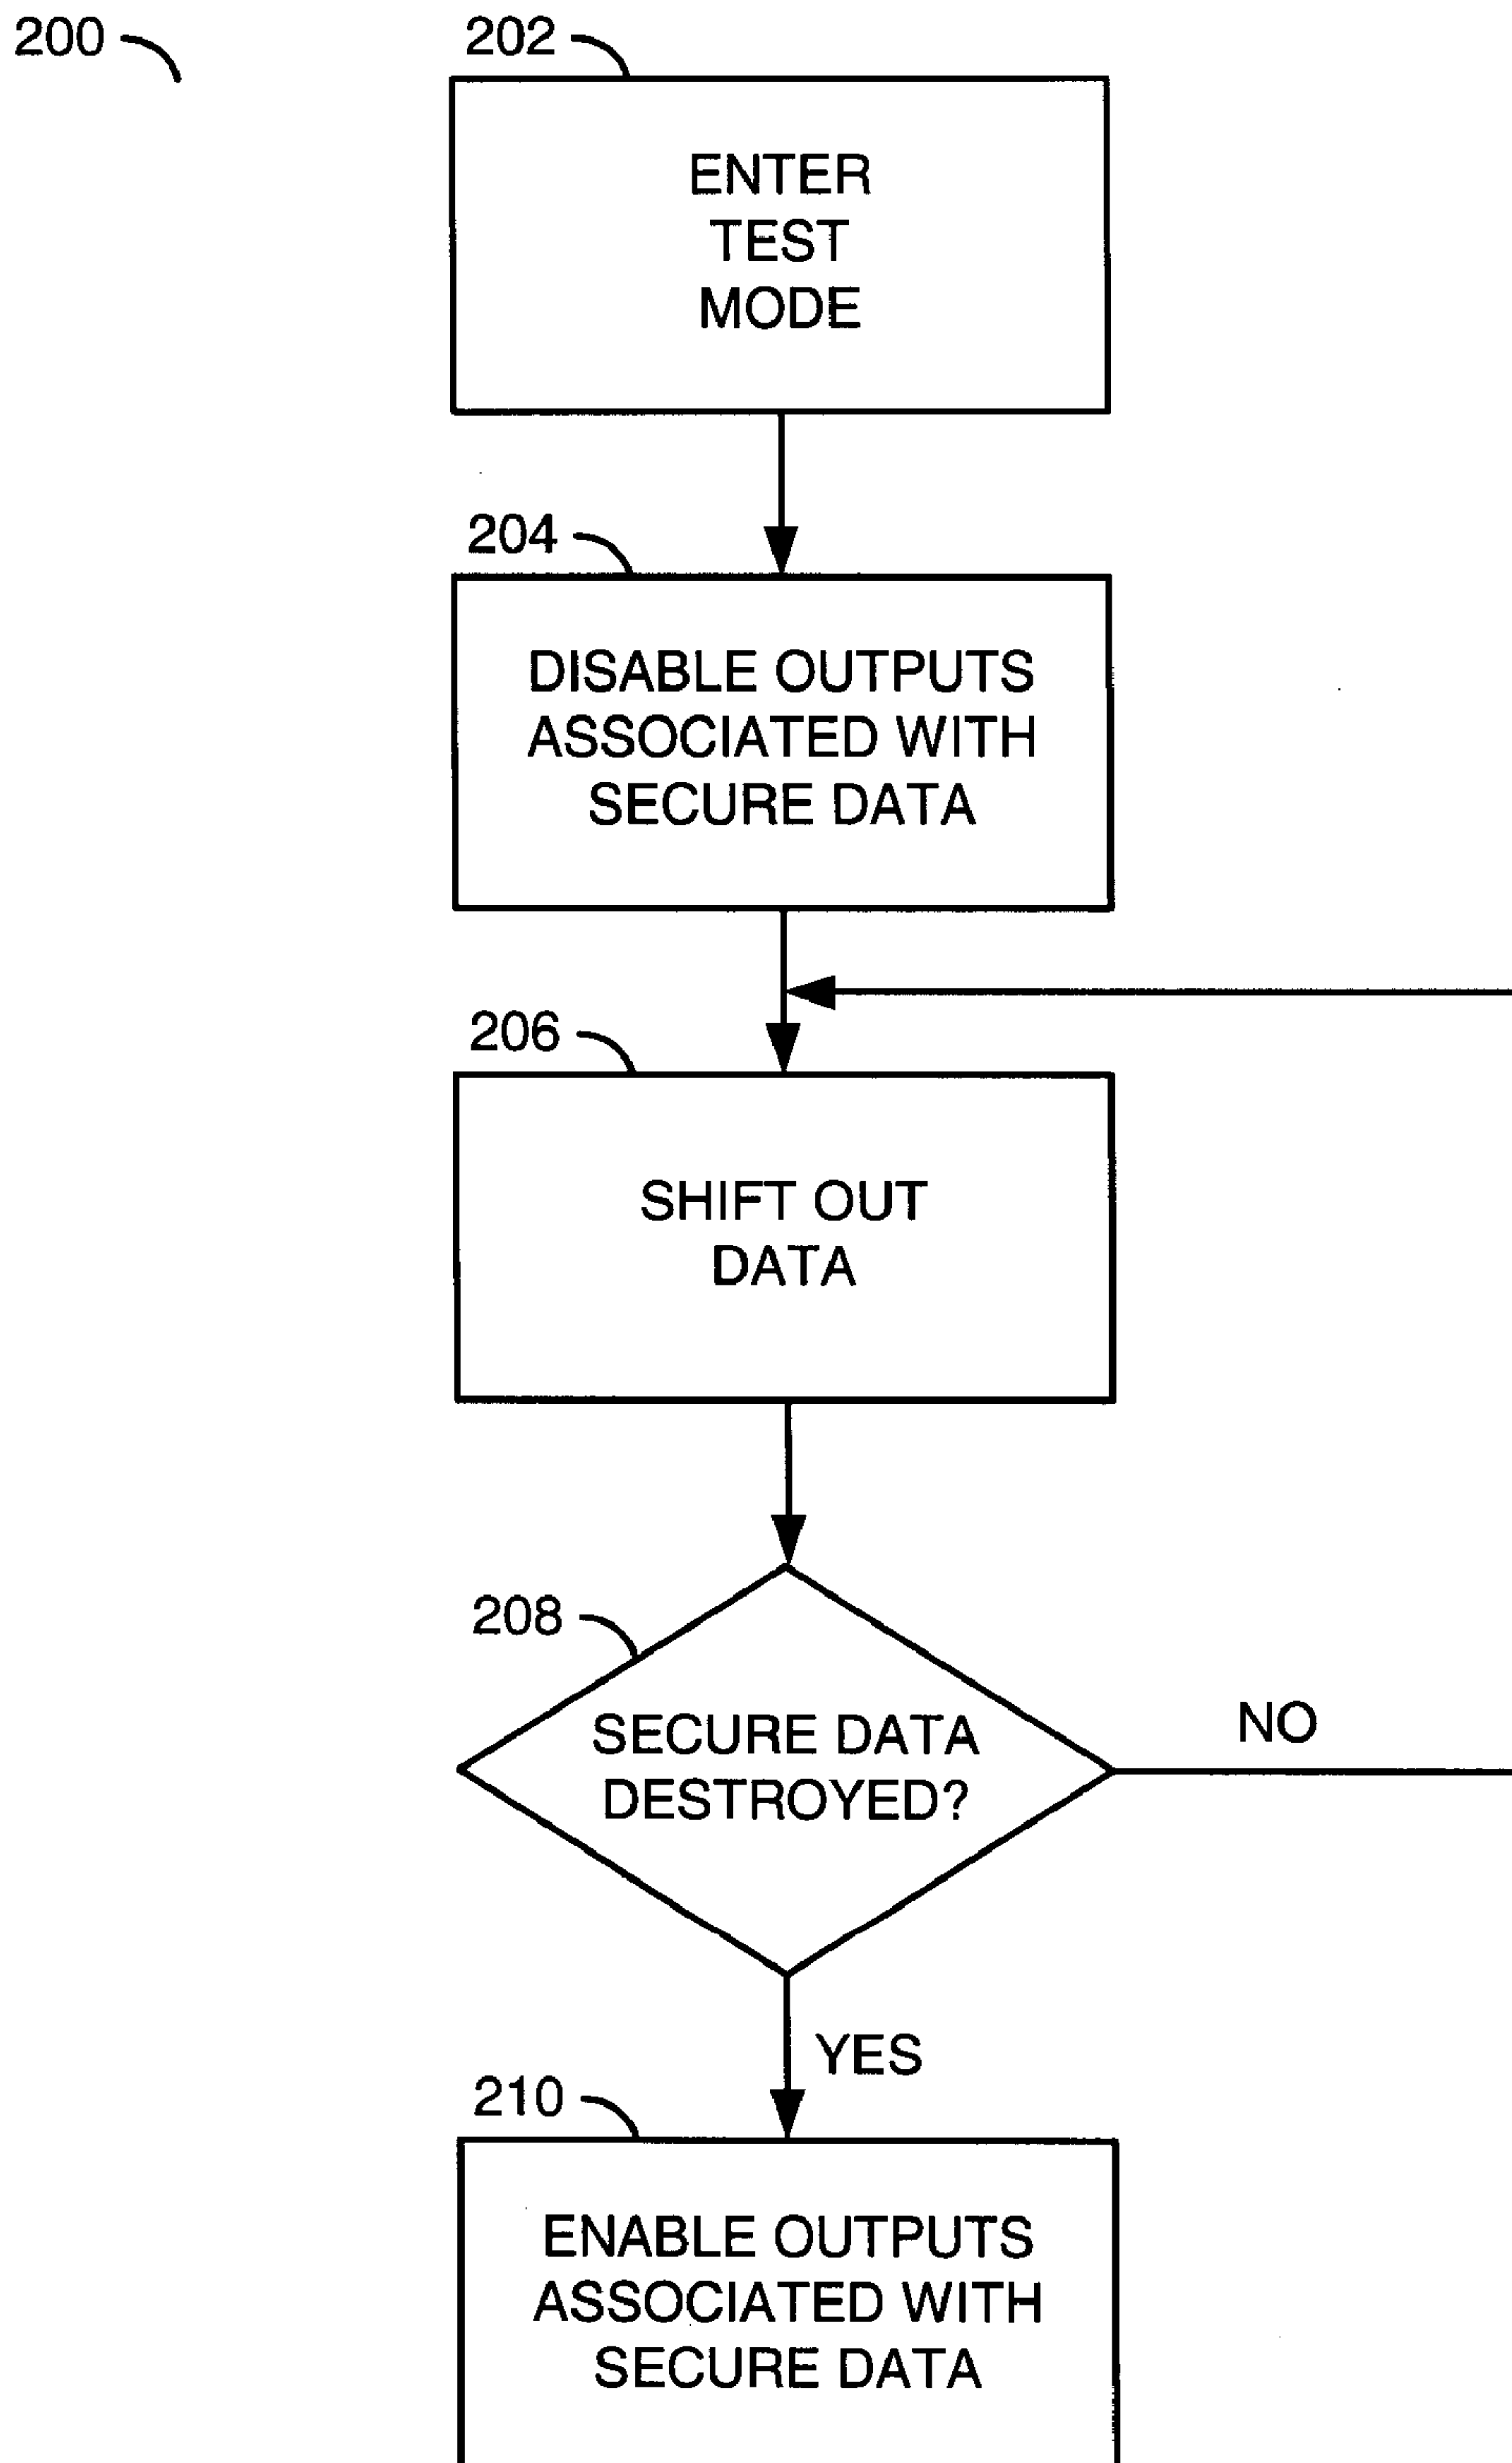 200
202
ENTER
TEST
MODE
204
DISABLE OUTPUTS
ASSOCIATED WITH
SECURE DATA
206
SHIFT OUT
DATA
208
SECURE DATA
DESTROYED?
NO
YES
210
ENABLE OUTPUTS
ASSOCIATED WITH
SECURE DATA